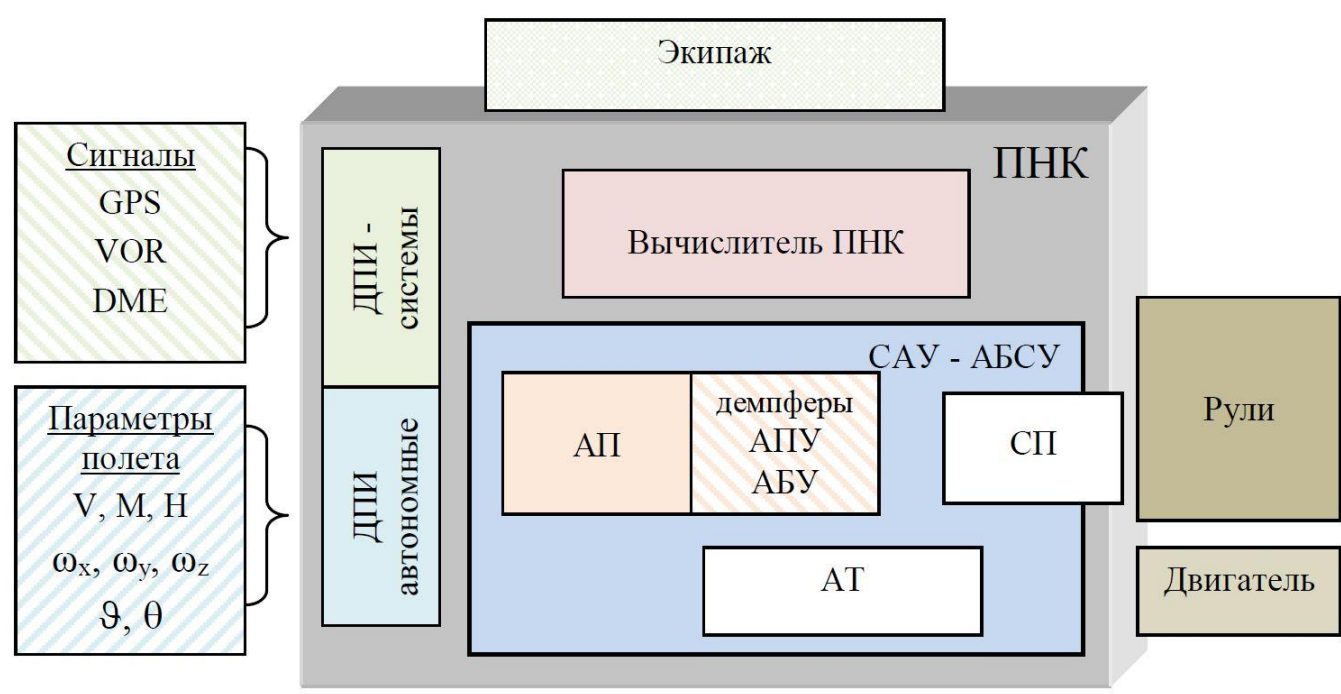 Экипаж
ПНК
Сигналы
GPS
VOR
DME
ДПИ -
системы
Вычислитель ПНК
САУ - АБСУ
Параметры
полета
V, M, H
ωx, ωy, ωz
ϑ, θ
ДПИ
автономные
АП
демпферы
АПУ
АБУ
СП
АТ
Рули
Двигатель